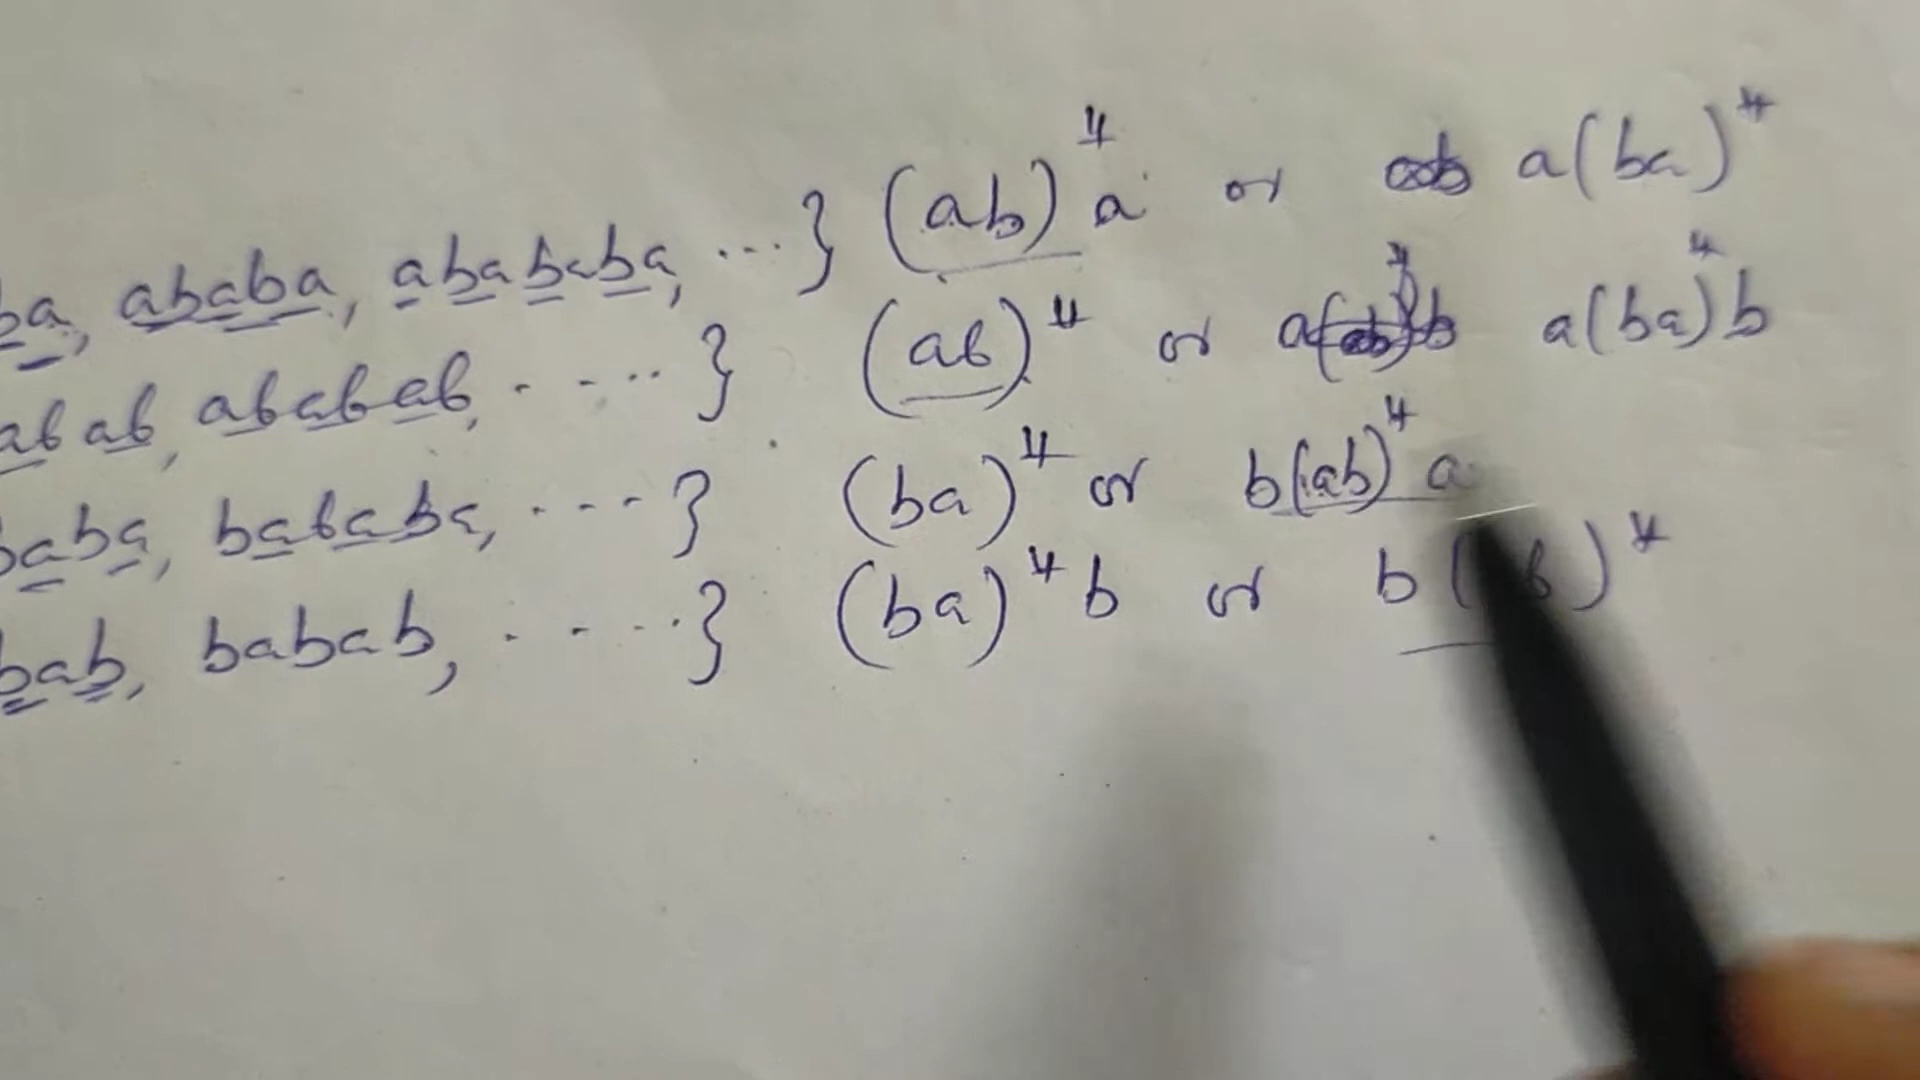 ba, ababa, abababa, ...} (ab)*a or a(ba)*
abab, ababab, ....} (ab)* or a(ba)*b
baba, bababa, ...} (ba)* or b(ab)*a
bab, babab, .....} (ba)*b or b( b)*